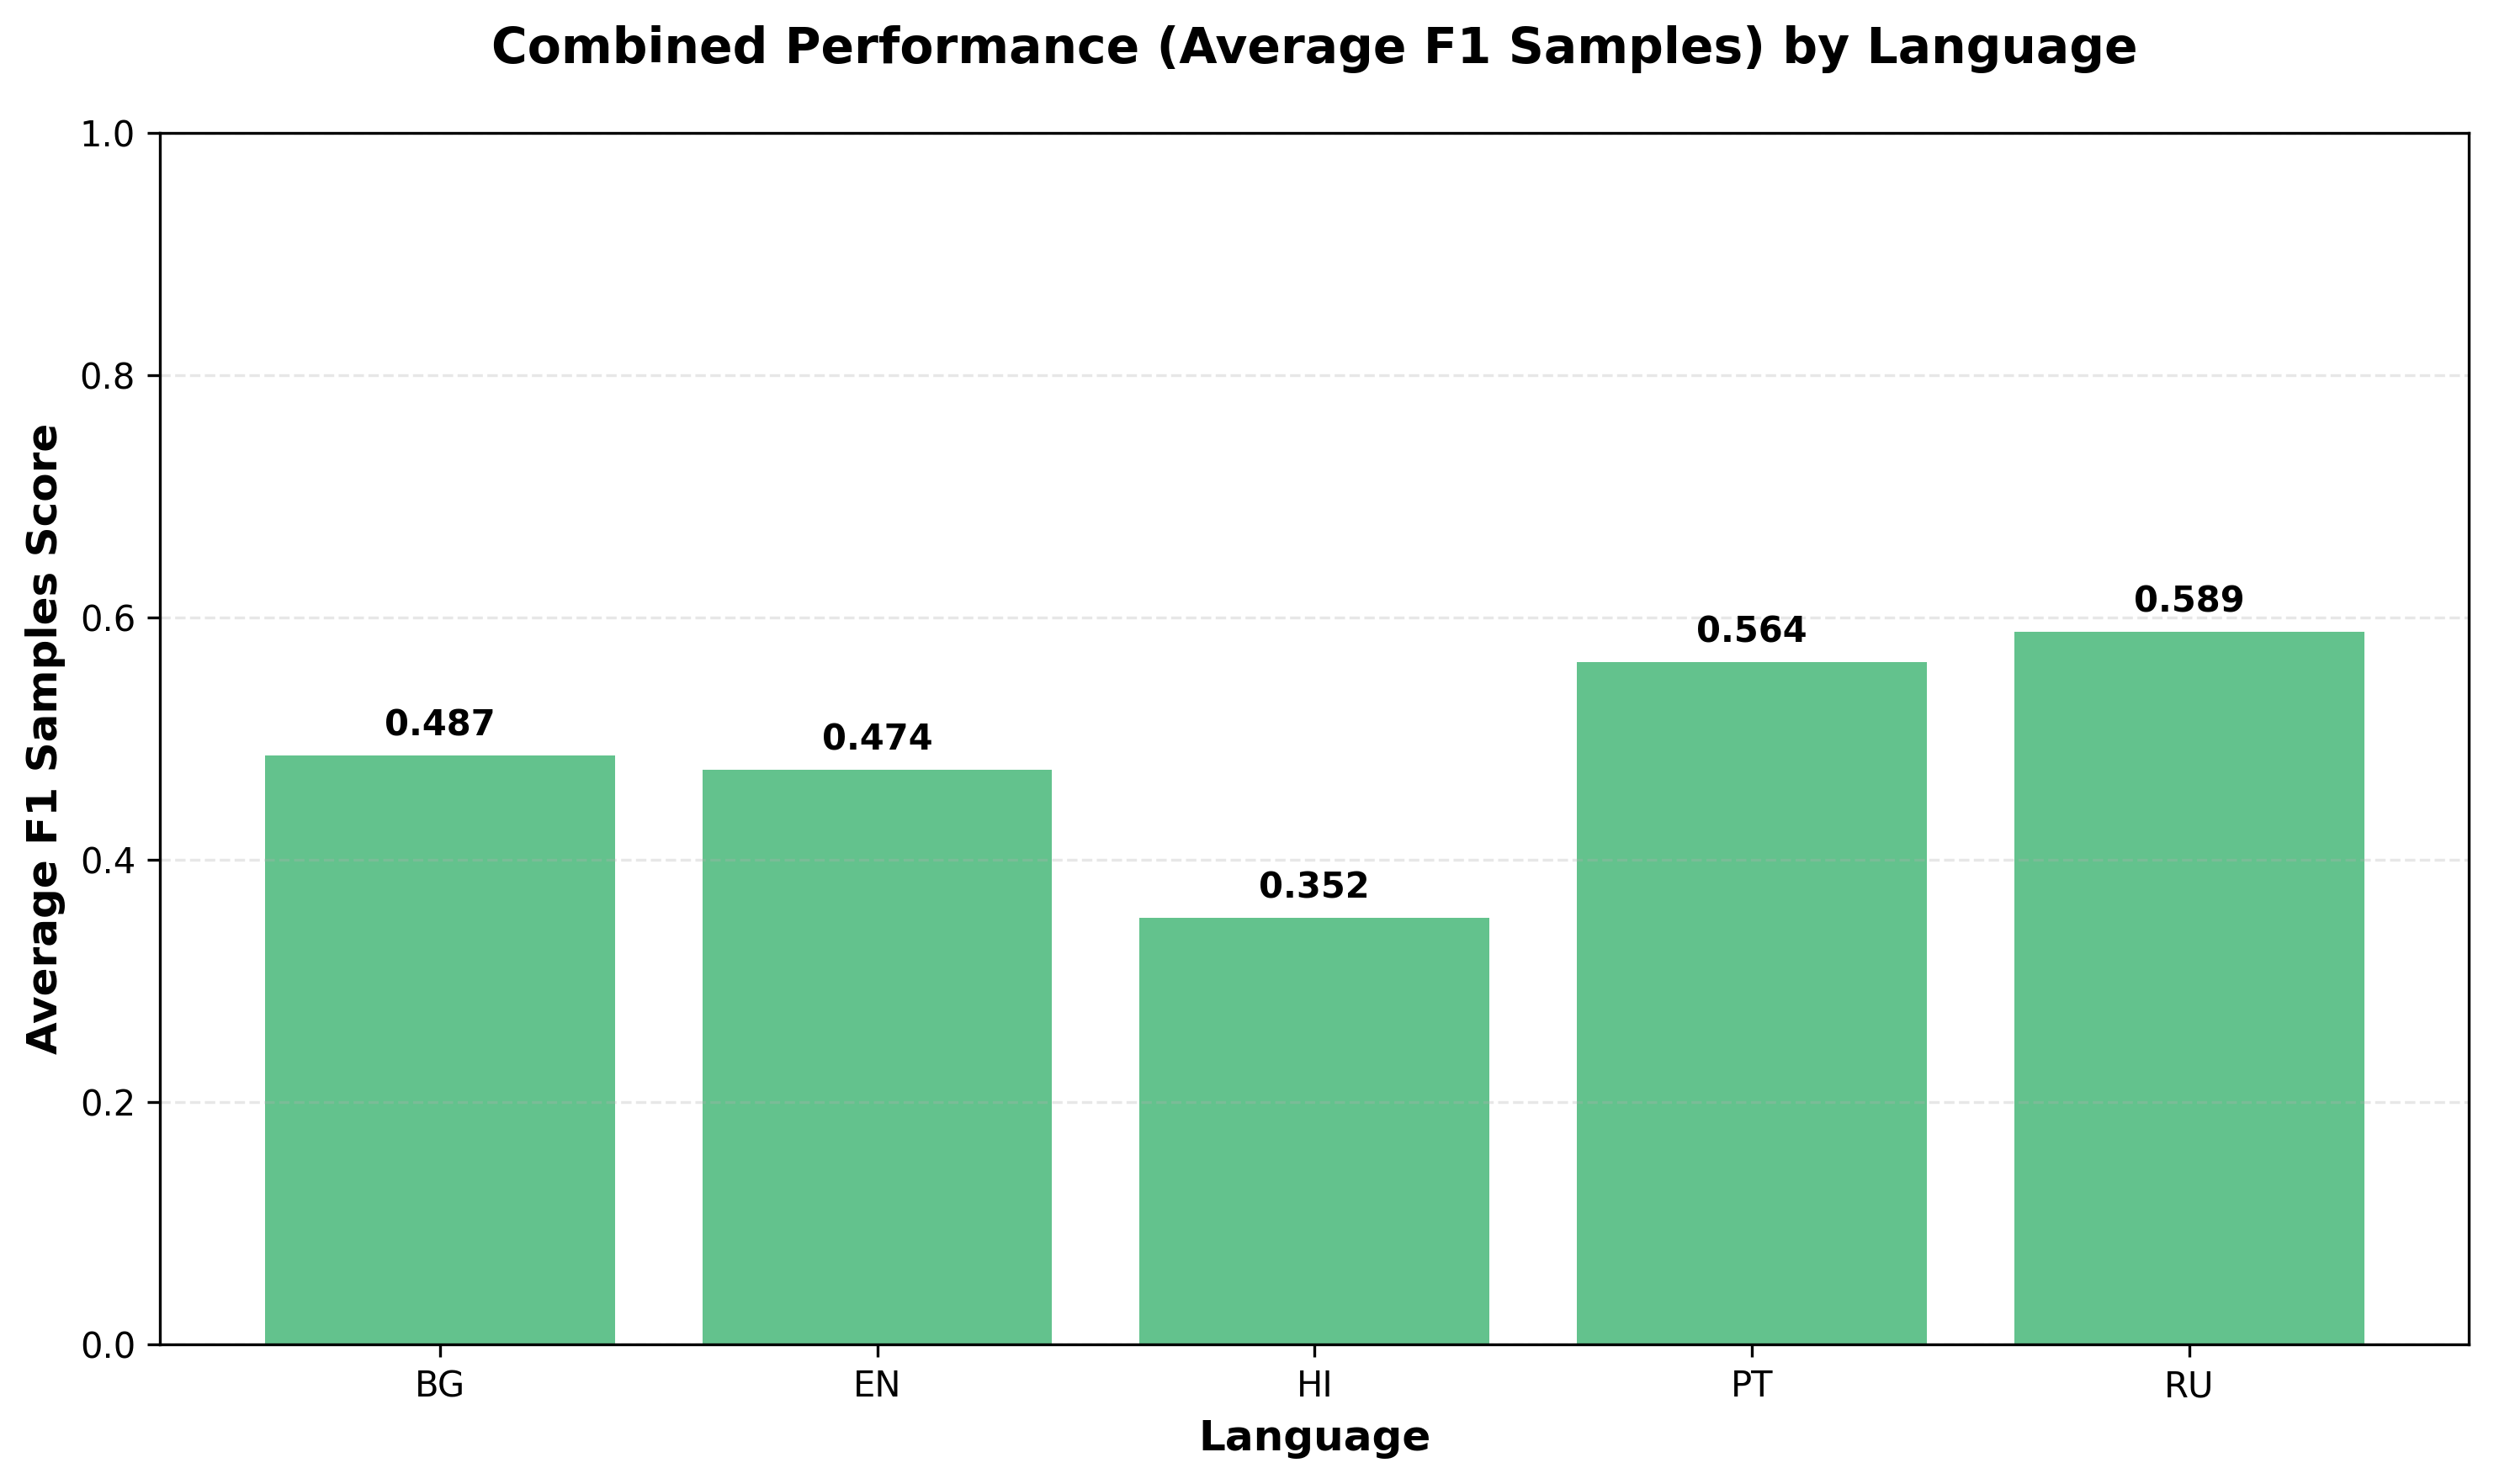 Combined Performance (Average F1 Samples) by Language
Average F1 Samples Score
1.0
0.8
0.6
0.4
0.2
0.0
0.487
0.474
0.352
0.564
0.589
BG
EN
HI
PT
RU
Language